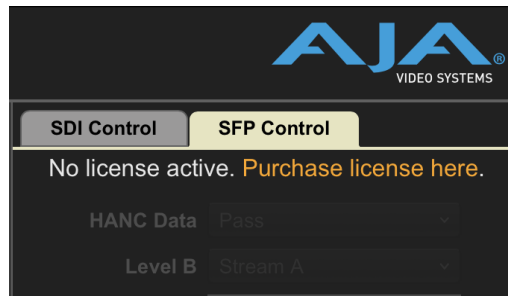 AJA®
VIDEO SYSTEMS
SDI Control SFP Control
No license active. Purchase license here.
HANC Data Pass
Level B Stream A